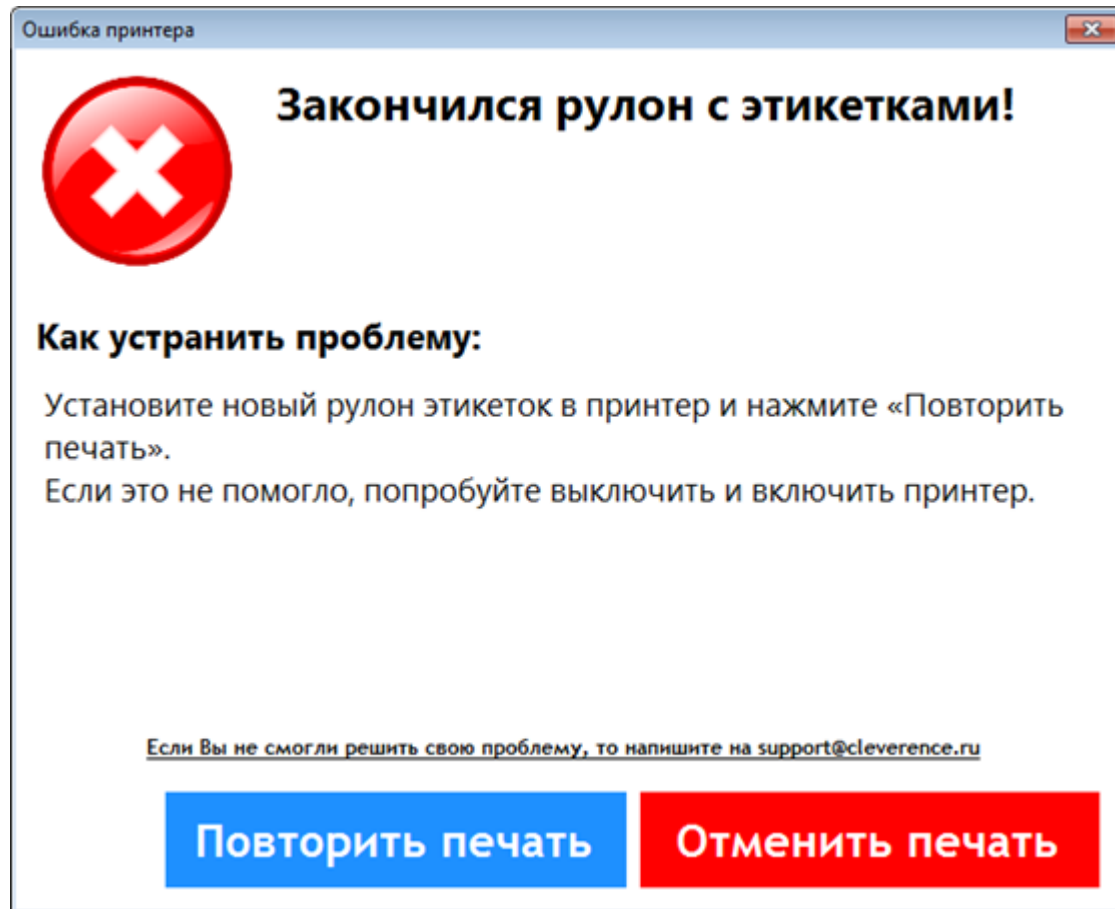 Ошибка принтера
Закончился рулон с этикетками!
Как устранить проблему:
Установите новый рулон этикеток в принтер и нажмите «Повторить
печать».
Если это не помогло, попробуйте выключить и включить принтер.
Если Вы не смогли решить свою проблему, то напишите на support@cleverence.ru
Повторить печать
Отменить печать